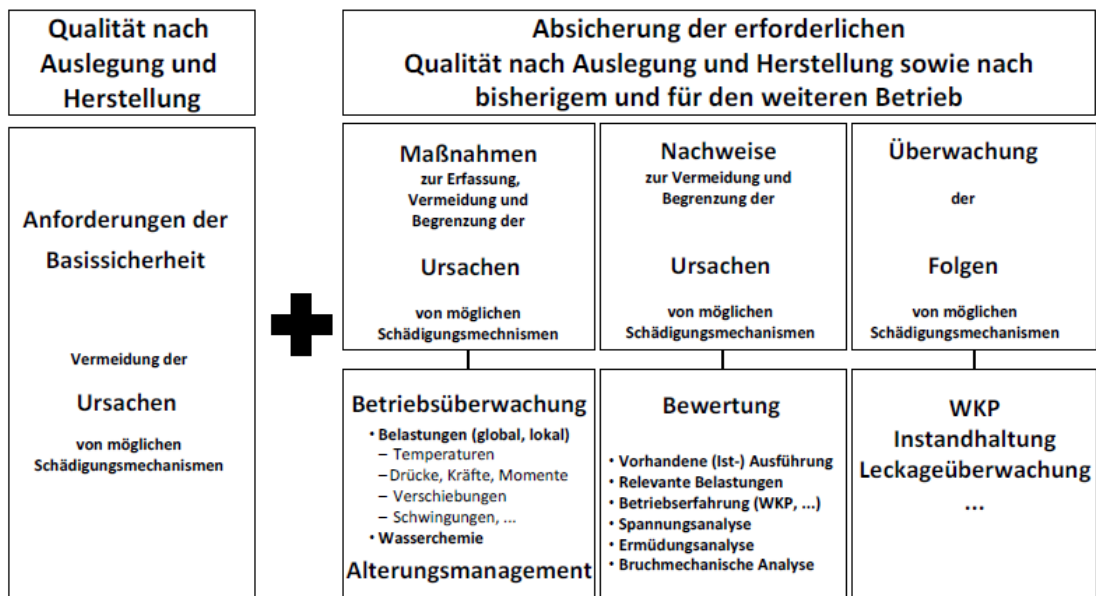 Qualität nach
Auslegung und
Herstellung
Absicherung der erforderlichen
Qualität nach Auslegung und Herstellung sowie nach
bisherigem und für den weiteren Betrieb
Anforderungen der
Basissicherheit
Vermeidung der
Ursachen
von möglichen
Schädigungsmechanismen
Maßnahmen
zur Erfassung,
Vermeidung und
Begrenzung der
Ursachen
von möglichen
Schädigungsmechnismen
Nachweise
zur Vermeidung und
Begrenzung der
Ursachen
von möglichen
Schädigungsmechanismen
Überwachung
der
Folgen
von möglichen
Schädigungsmechanismen
Betriebsüberwachung
• Belastungen (global, lokal)
– Temperaturen
–Drücke, Kräfte, Momente
– Verschiebungen
– Schwingungen, ...
• Wasserchemie
Alterungsmanagement
Bewertung
• Vorhandene (Ist-) Ausführung
• Relevante Belastungen
• Betriebserfahrung (WKP, ...)
• Spannungsanalyse
• Ermüdungsanalyse
• Bruchmechanische Analyse
WKP
Instandhaltung
Leckageüberwachung
...